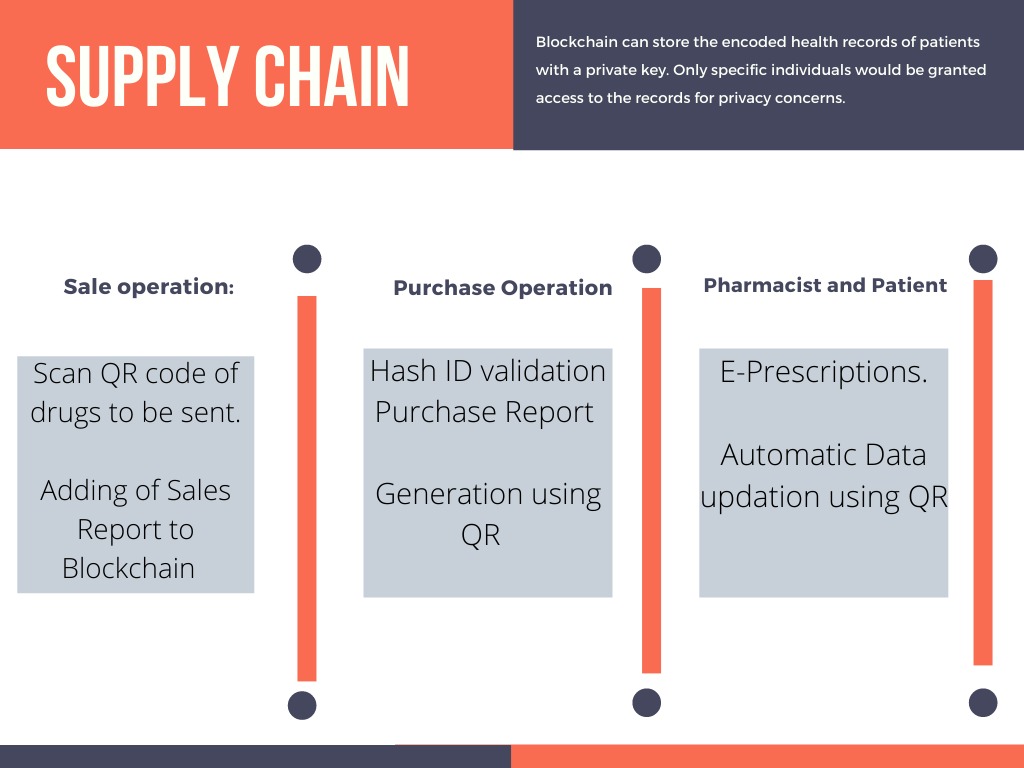 SUPPLY CHAIN
Blockchain can store the encoded health records of patients
with a private key. Only specific individuals would be granted
access to the records for privacy concerns.
Sale operation:
Scan QR code of
drugs to be sent.
Adding of Sales
Report to
Blockchain
Purchase Operation
Hash ID validation
Purchase Report
Generation using
QR
Pharmacist and Patient
E-Prescriptions.
Automatic Data
updation using QR